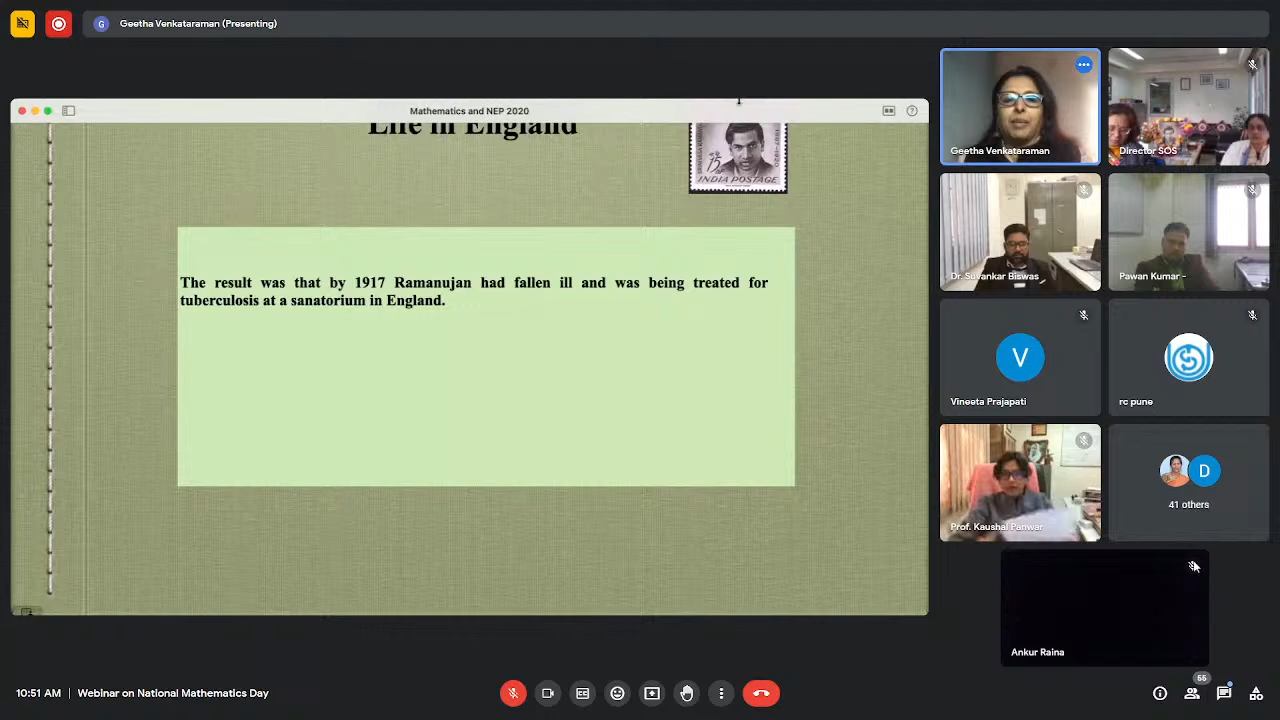 G
Geetha Venkataraman (Presenting)
Mathematics and NEP 2020
Life in England
15
INDIA POSTAGE
The result was that by 1917 Ramanujan had fallen ill and was being treated for
tuberculosis at a sanatorium in England.
Geetha Venkataraman
Director SOS
Dr. Suvankar Biswas
Pawan Kumar -
V
Vineeta Prajapati
rc pune
Prof. Kaushal Panwar
D
41 others
Ankur Raina
10:51 AM | Webinar on National Mathematics Day